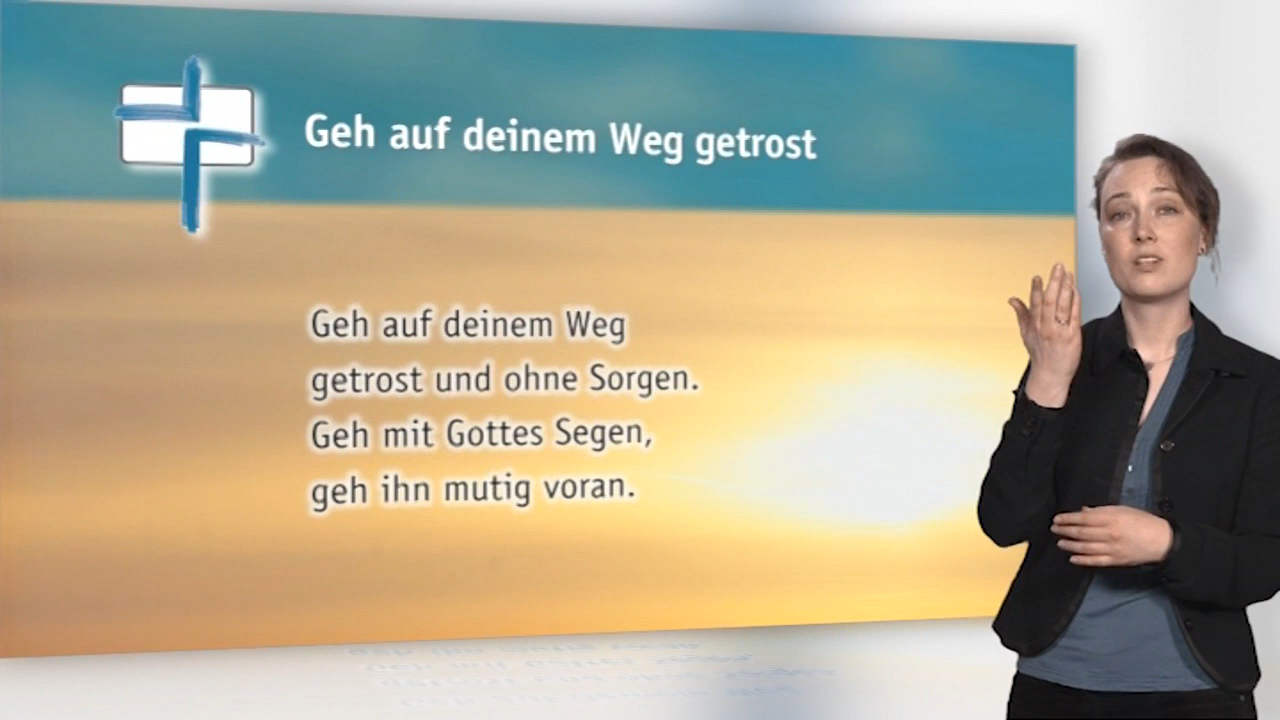 Geh auf deinem Weg getrost
Geh auf deinem Weg
getrost und ohne Sorgen.
Geh mit Gottes Segen,
geh ihn mutig voran.